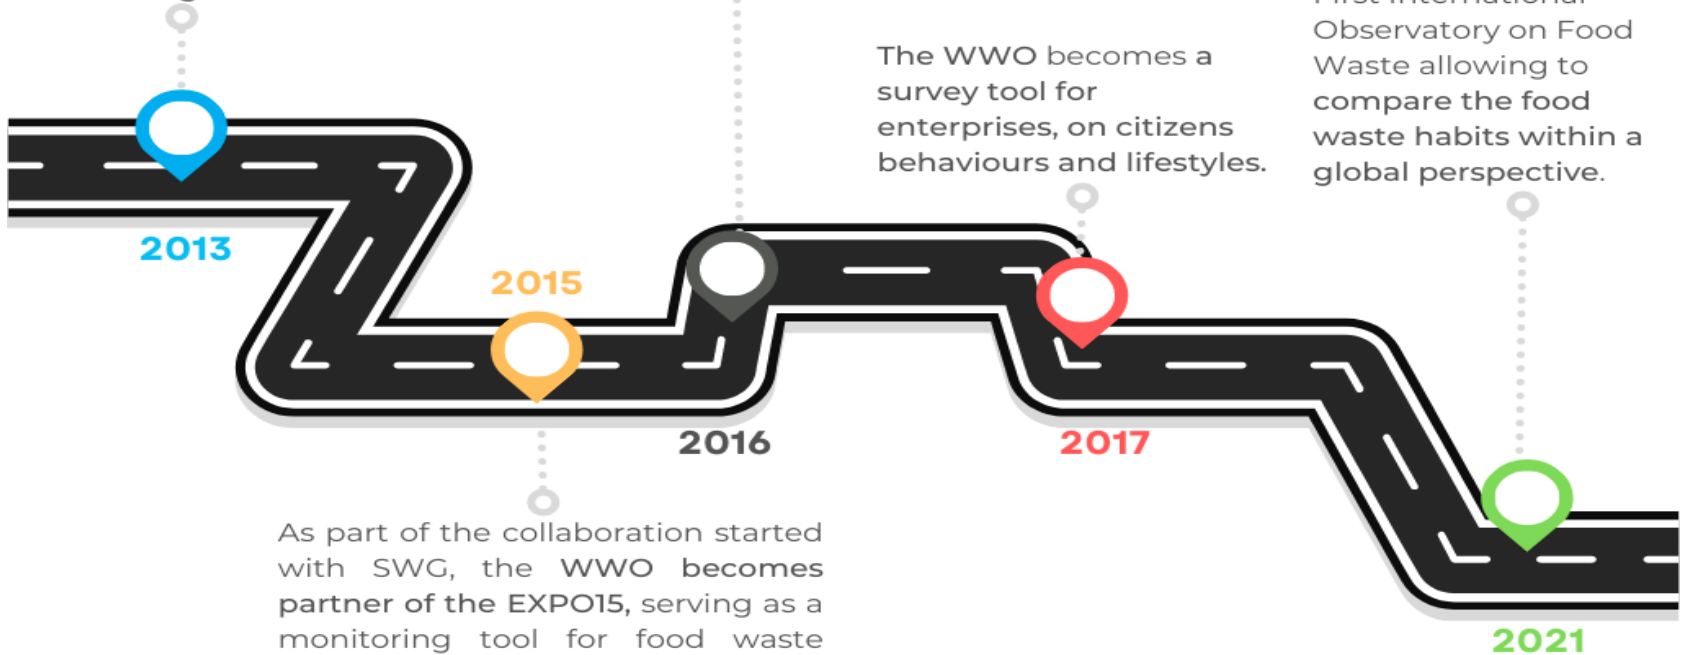 First International
Observatory on Food
Waste allowing to
compare the food
waste habits within a
global perspective.
The WWO becomes a
survey tool for
enterprises, on citizens
behaviours and lifestyles.
2013
2015
2016
2017
As part of the collaboration started
with SWG, the WWO becomes
partner of the EXPO15, serving as a
monitoring tool for food waste
2021